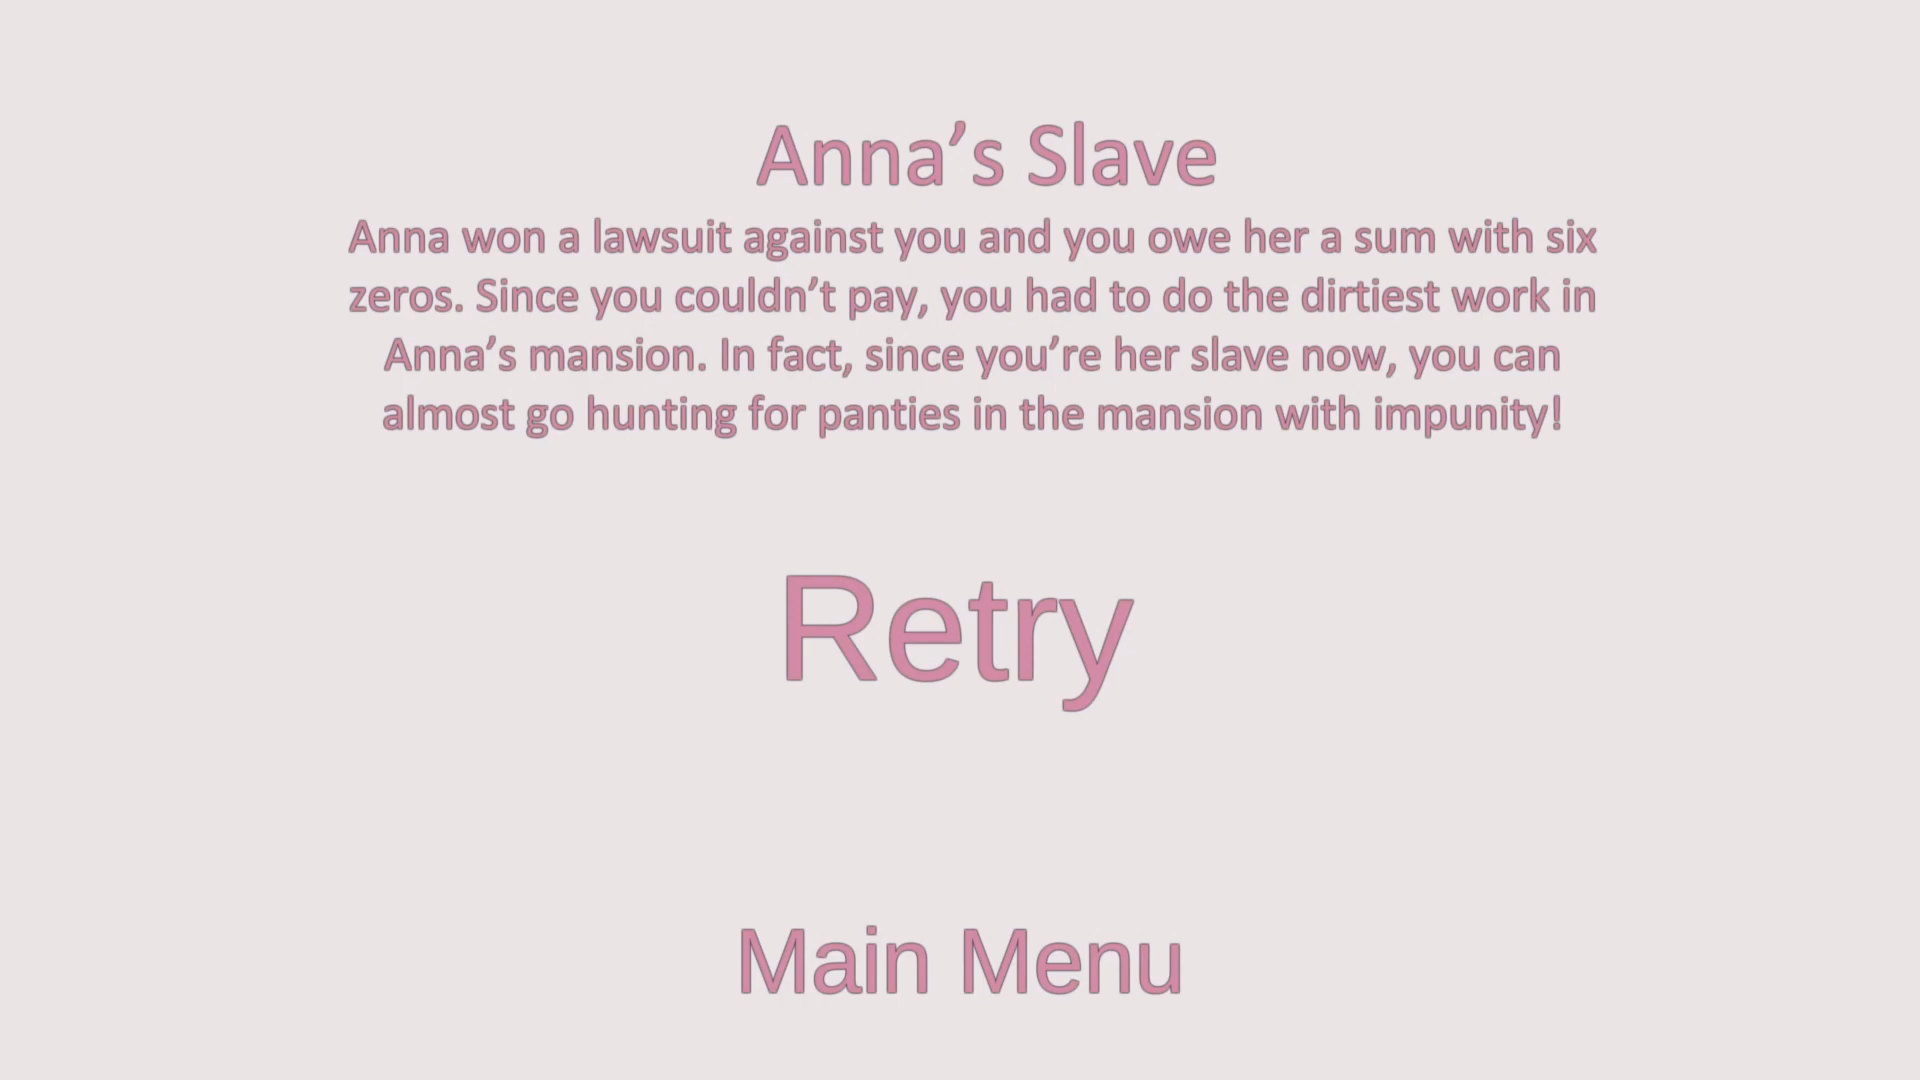 Anna’s Slave
Anna won a lawsuit against you and you owe her a sum with six
zeros. Since you couldn’t pay, you had to do the dirtiest work in
Anna’s mansion. In fact, since you’re her slave now, you can
almost go hunting for panties in the mansion with impunity!
Retry
Main Menu